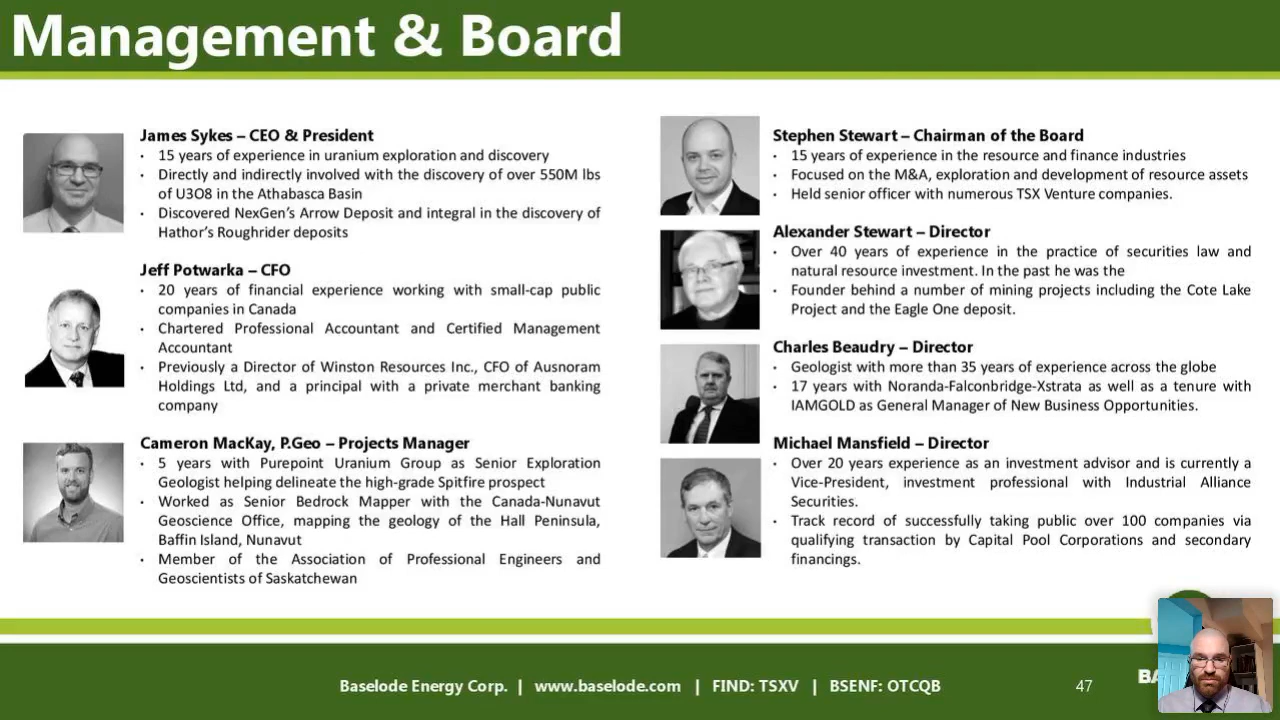 Management & Board
James Sykes – CEO & President
• 15 years of experience in uranium exploration and discovery
• Directly and indirectly involved with the discovery of over 550M lbs
of U3O8 in the Athabasca Basin
• Discovered NexGen's Arrow Deposit and integral in the discovery of
Hathor's Roughrider deposits
Jeff Potwarka – CFO
• 20 years of financial experience working with small-cap public
companies in Canada
• Chartered Professional Accountant and Certified Management
Accountant
• Previously a Director of Winston Resources Inc., CFO of Ausnoram
Holdings Ltd, and a principal with a private merchant banking
company
Cameron MacKay, P.Geo – Projects Manager
• 5 years with Purepoint Uranium Group as Senior Exploration
Geologist helping delineate the high-grade Spitfire prospect
• Worked as Senior Bedrock Mapper with the Canada-Nunavut
Geoscience Office, mapping the geology of the Hall Peninsula,
Baffin Island, Nunavut
• Member of the Association of Professional Engineers and
Geoscientists of Saskatchewan
Stephen Stewart – Chairman of the Board
• 15 years of experience in the resource and finance industries
• Focused on the M&A, exploration and development of resource assets
• Held senior officer with numerous TSX Venture companies.
Alexander Stewart – Director
• Over 40 years of experience in the practice of securities law and
natural resource investment. In the past he was the
• Founder behind a number of mining projects including the Cote Lake
Project and the Eagle One deposit.
Charles Beaudry – Director
• Geologist with more than 35 years of experience across the globe
• 17 years with Noranda-Falconbridge-Xstrata as well as a tenure with
IAMGOLD as General Manager of New Business Opportunities.
Michael Mansfield – Director
• Over 20 years experience as an investment advisor and is currently a
Vice-President, investment professional with Industrial Alliance
Securities.
• Track record of successfully taking public over 100 companies via
qualifying transaction by Capital Pool Corporations and secondary
financings.
Baselode Energy Corp. | www.baselode.com | FIND: TSXV | BSENF: OTCQB
47